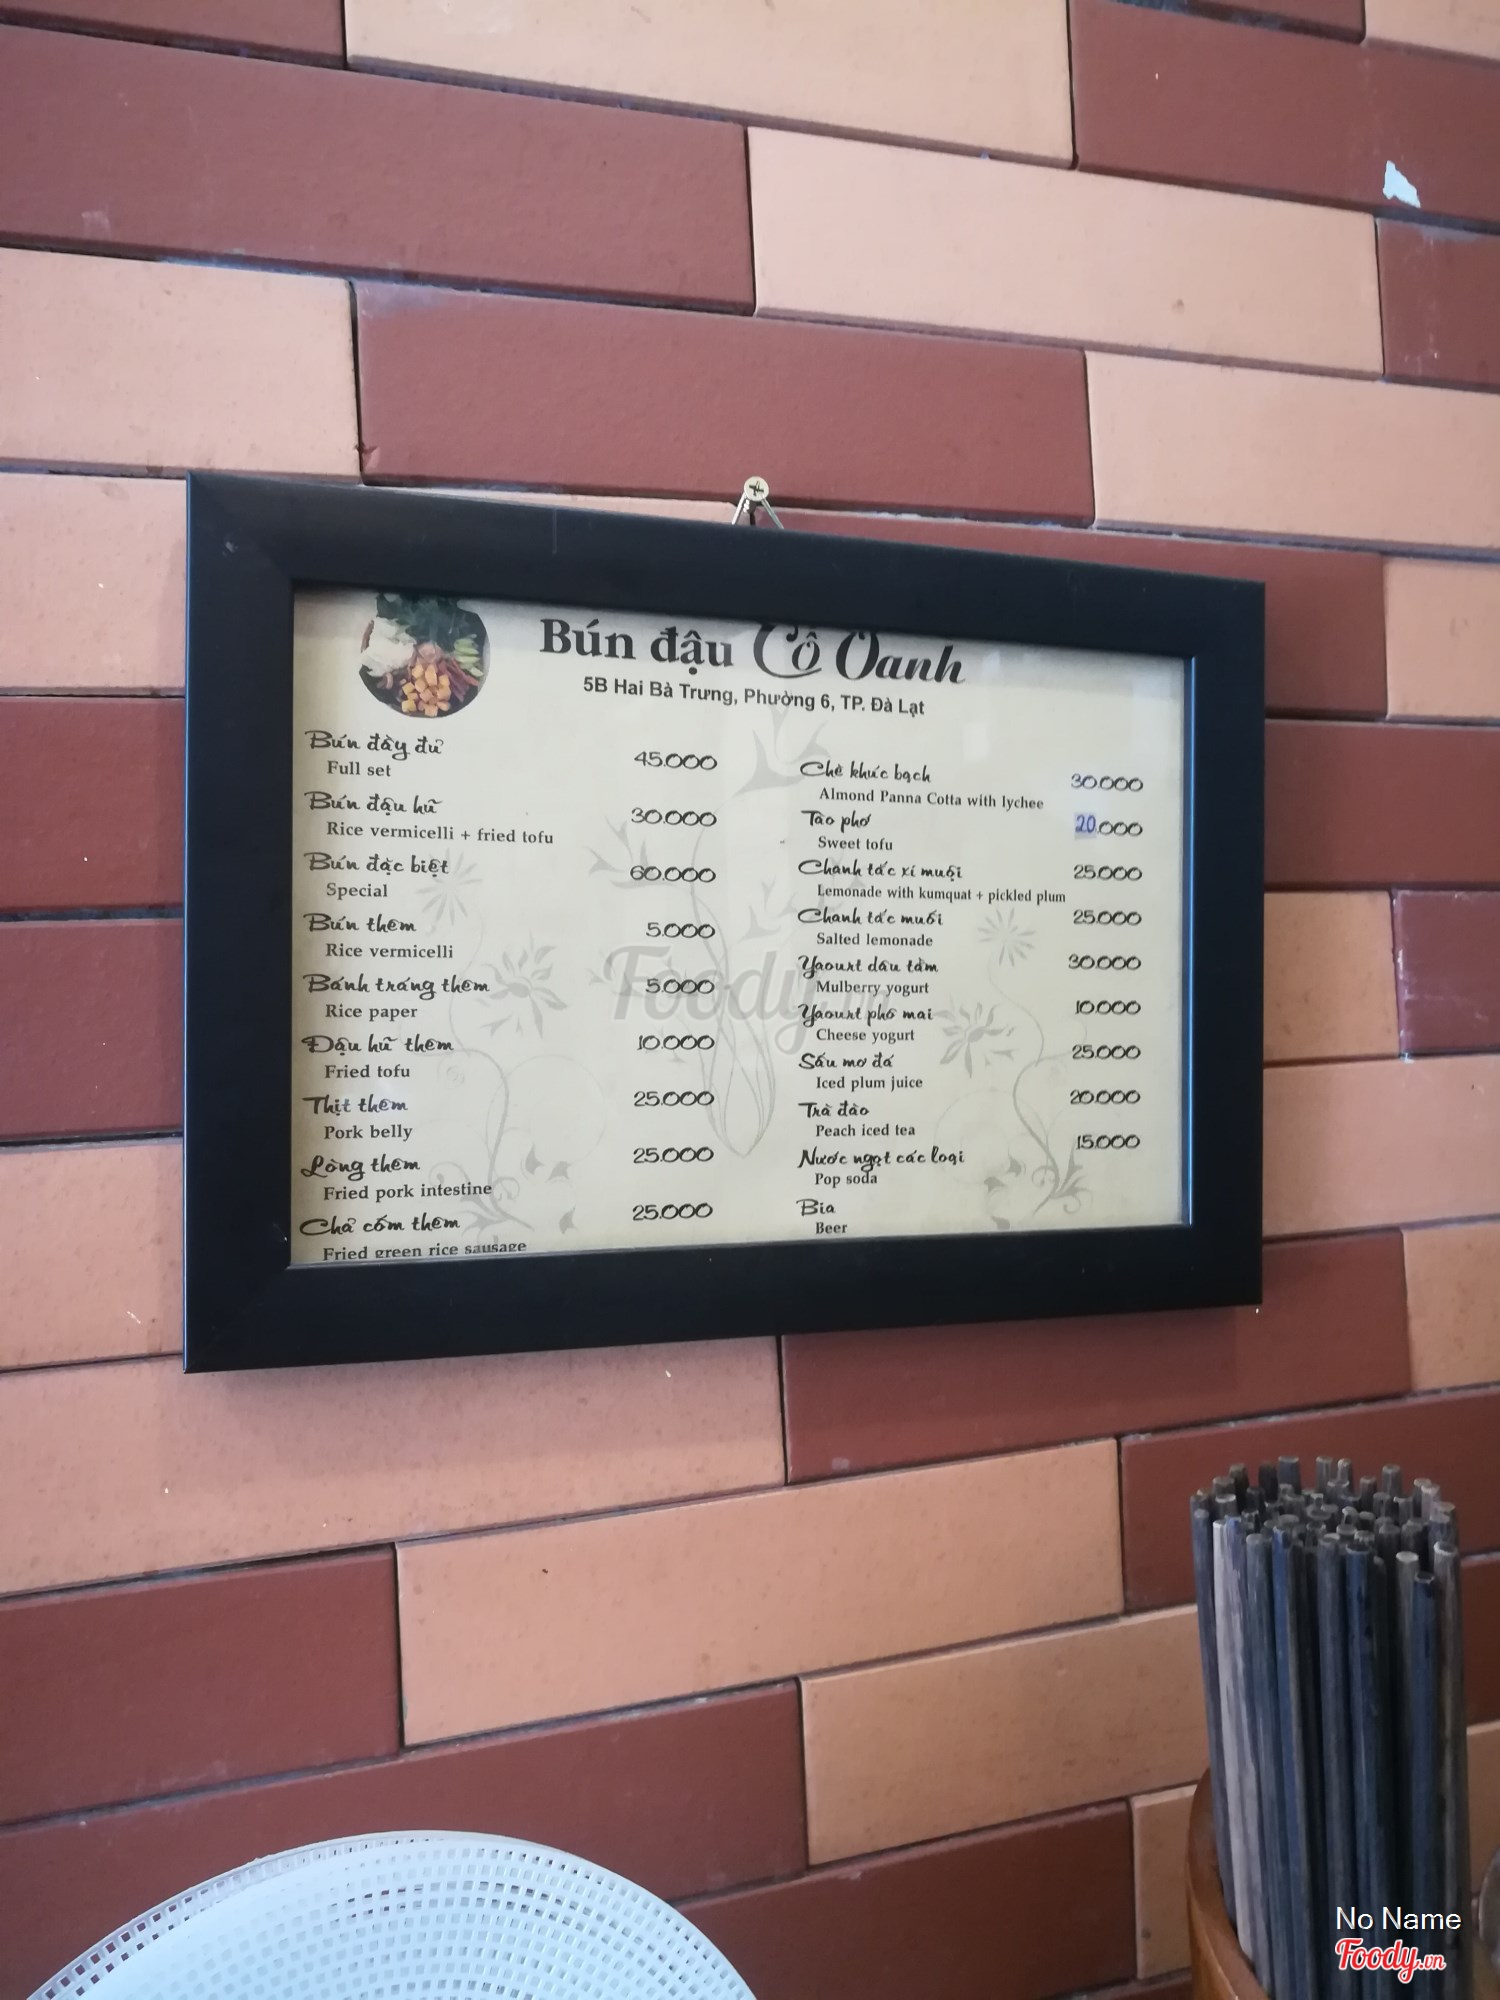 Bún đậu Cô Oanh
5B Hai Bà Trưng, Phường 6, TP. Đà Lạt
Bún đầy đủ 45.000
Full set
Bún đậu hũ 30.000
Rice vermicelli + fried tofu
Bún đặc biệt 60.000
Special
Bún thêm 5.000
Rice vermicelli
Bánh tráng thêm 5.000
Rice paper
Đậu hũ thêm 10.000
Fried tofu
Thịt thêm 25.000
Pork belly
Lòng thêm 25.000
Fried pork intestine
Chả cốm thêm 25.000
Fried green rice sausage
Chè khúc bạch 30.000
Almond Panna Cotta with lychee
Tào phớ 20.000
Sweet tofu
Chanh tắc xí muội 25.000
Lemonade with kumquat + pickled plum
Chanh tắc muối 25.000
Salted lemonade
Yaourt dâu tằm 30.000
Mulberry yogurt
Yaourt phô mai 10.000
Cheese yogurt
Sấu mơ đá 25.000
Iced plum juice
Trà đào 20.000
Peach iced tea
Nước ngọt các loại 15.000
Pop soda
Bia
Beer
Foody.vn
No Name
Foody.vn